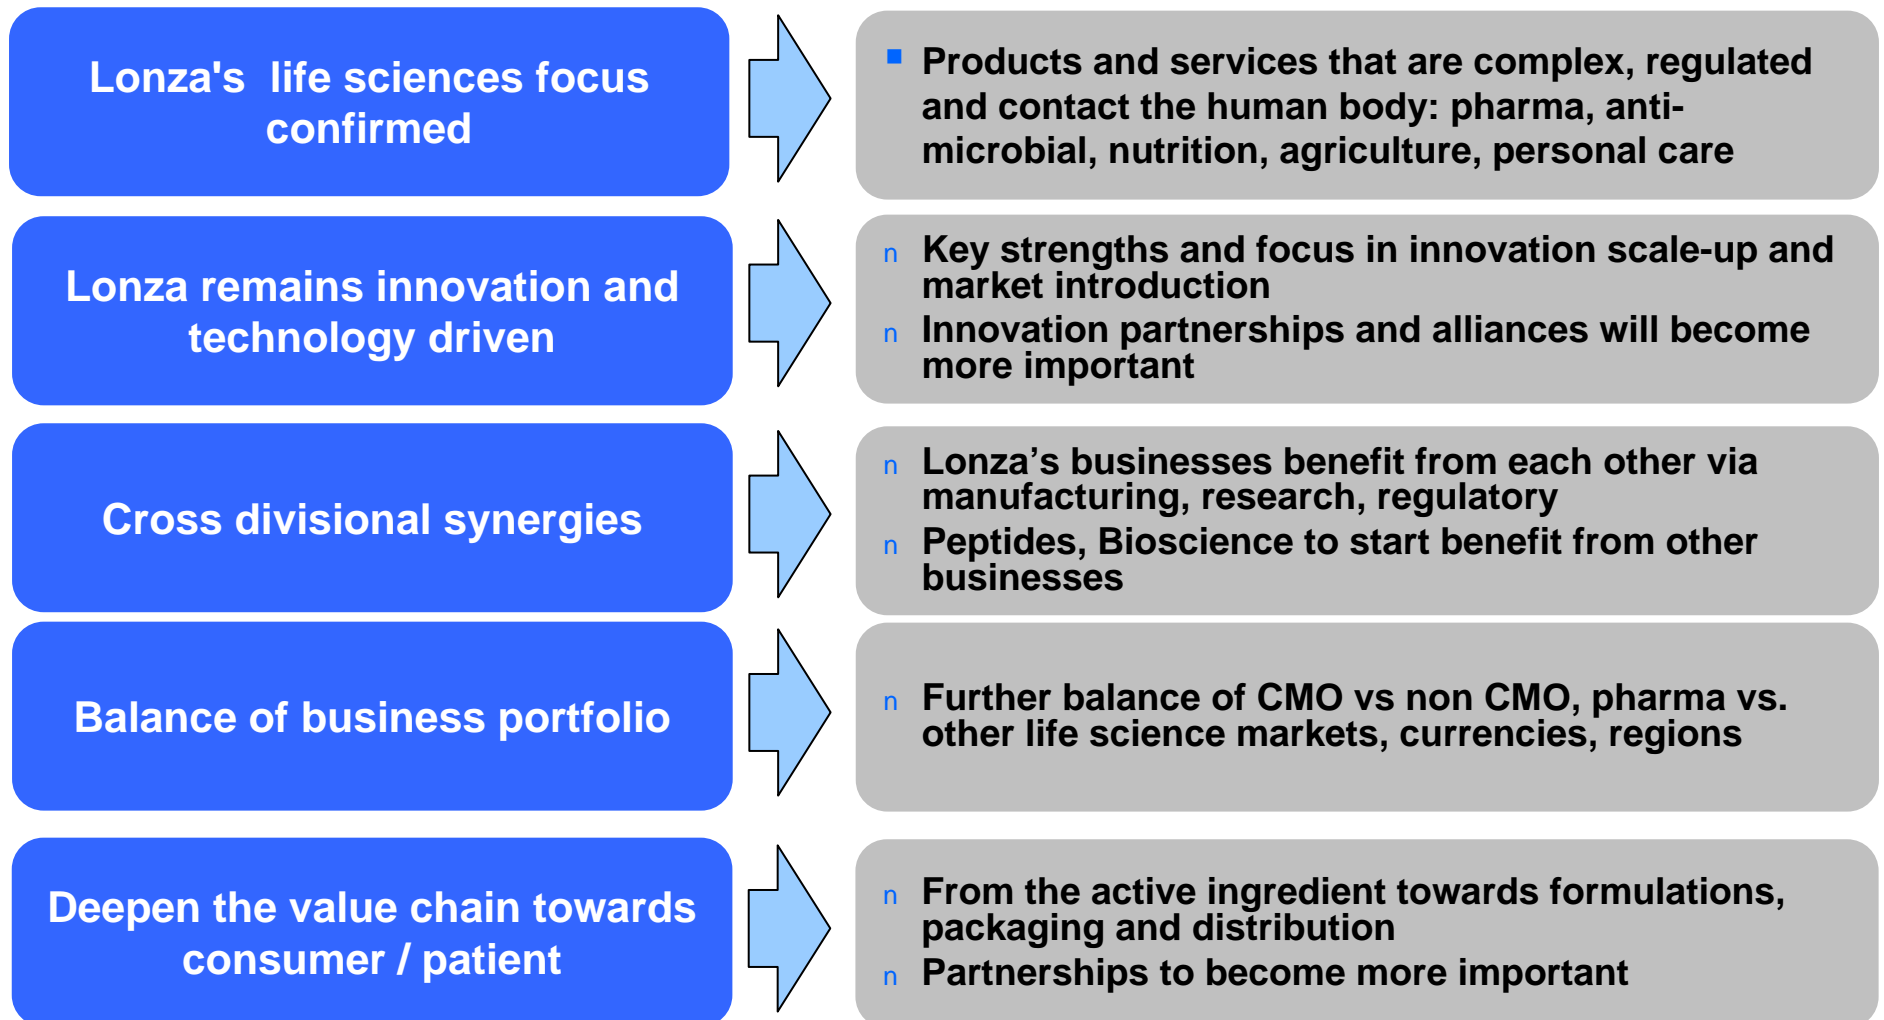 Lonza's  life sciences focus
confirmed
▪ Products and services that are complex, regulated
and contact the human body: pharma, anti-
microbial, nutrition, agriculture, personal care
Lonza remains innovation and
technology driven
n Key strengths and focus in innovation scale-up and
market introduction
n Innovation partnerships and alliances will become
more important
Cross divisional synergies
n Lonza’s businesses benefit from each other via
manufacturing, research, regulatory
n Peptides, Bioscience to start benefit from other
businesses
Balance of business portfolio
n Further balance of CMO vs non CMO, pharma vs.
other life science markets, currencies, regions
Deepen the value chain towards
consumer / patient
n From the active ingredient towards formulations,
packaging and distribution
n Partnerships to become more important